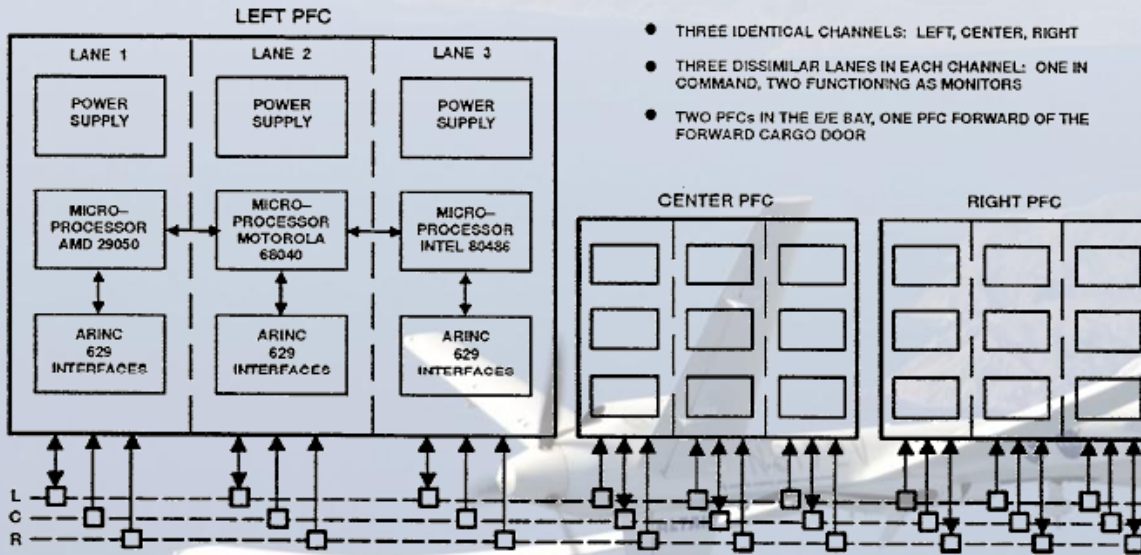 LEFT PFC
LANE 1
LANE 2
LANE 3
POWER
SUPPLY
POWER
SUPPLY
POWER
SUPPLY
MICRO–
PROCESSOR
AMD 29050
MICRO–
PROCESSOR
MOTOROLA
68040
MICRO–
PROCESSOR
INTEL 80486
ARINC
629
INTERFACES
ARINC
629
INTERFACES
ARINC
629
INTERFACES
● THREE IDENTICAL CHANNELS: LEFT, CENTER, RIGHT
● THREE DISSIMILAR LANES IN EACH CHANNEL: ONE IN
COMMAND, TWO FUNCTIONING AS MONITORS
● TWO PFCs IN THE E/E BAY, ONE PFC FORWARD OF THE
FORWARD CARGO DOOR
CENTER PFC
RIGHT PFC
L
C
R